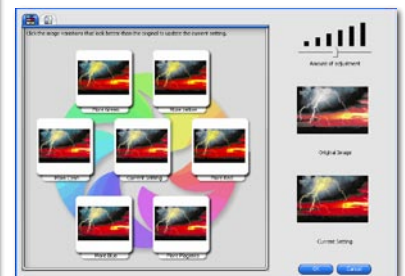 Click the image variations that look better than the original to update the current setting.
More Green
More Yellow
More Cyan
Current Setting
More Red
More Blue
More Magenta
Amount of adjustment
Original Image
Current Setting
OK
Cancel